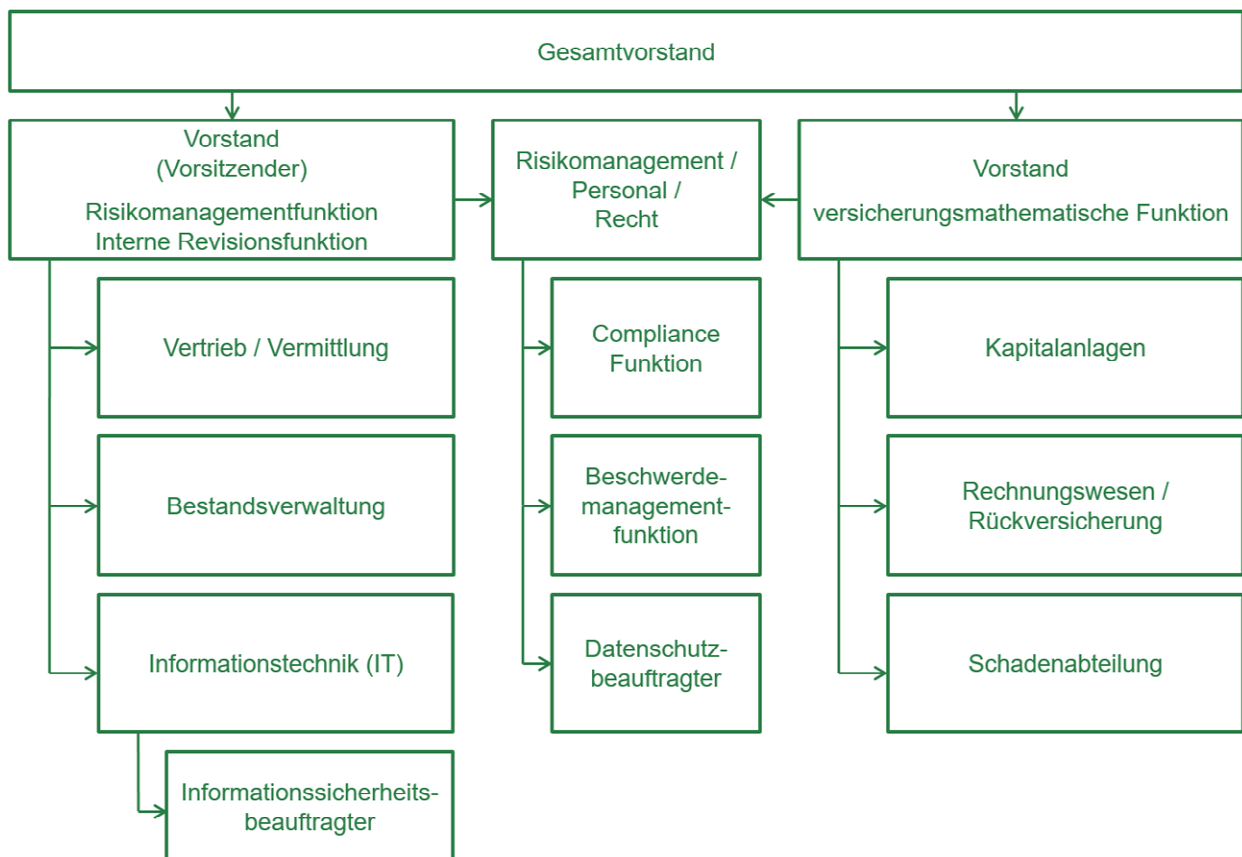 Gesamtvorstand
Vorstand
(Vorsitzender)
Risikomanagementfunktion
Interne Revisionsfunktion
Risikomanagement /
Personal /
Recht
Vorstand
versicherungsmathematische Funktion
Vertrieb / Vermittlung
Compliance
Funktion
Kapitalanlagen
Bestandsverwaltung
Beschwerde-
management-
funktion
Rechnungswesen /
Rückversicherung
Informationstechnik (IT)
Datenschutz-
beauftragter
Schadenabteilung
Informationssicherheits-
beauftragter